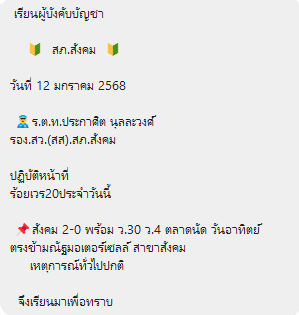 เรียนผู้บังคับบัญชา
🔰 สภ.สังคม 🔰
วันที่ 12 มกราคม 2568
👮‍♂️ร.ต.ท.ประกาศิต นุลละวงศ์
รอง.สว.(สส).สภ.สังคม
ปฏิบัติหน้าที่
ร้อยเวร20ประจำวันนี้
📌สังคม 2-0 พร้อม ว.30 ว.4 ตลาดนัด วันอาทิตย์
ตรงข้ามณัฐมอเตอร์เซลล์ สาขาสังคม
เหตุการณ์ทั่วไปปกติ
จึงเรียนมาเพื่อทราบ